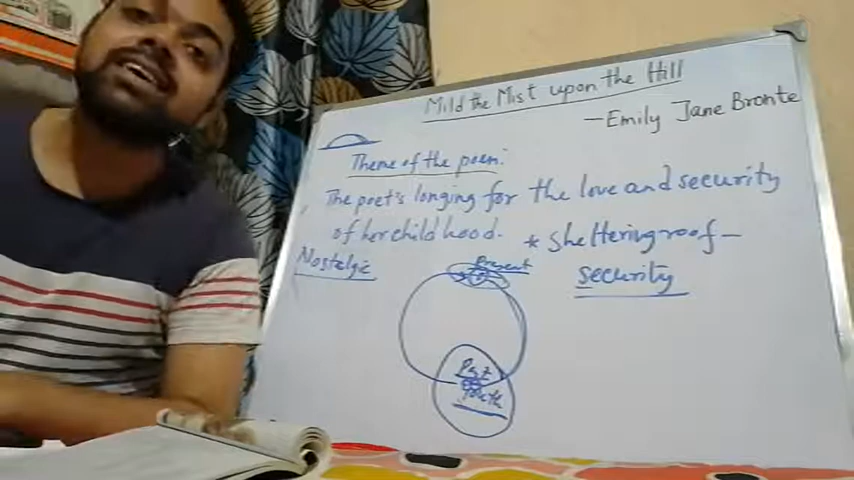 Mild the Mist upon the Hill
- Emily Jane Bronte
Theme of the poem.
The poet's longing for the love and security
of her childhood. * sheltering roof -
Nostalgic
Present
security
Past
Youth